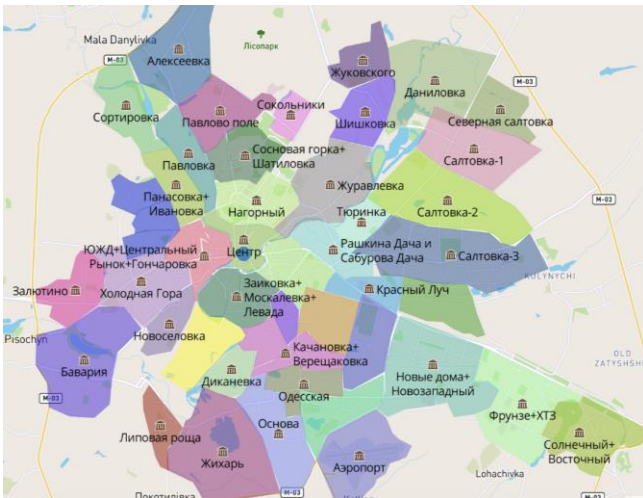 Mala Danylivka
Лісопарк
M-03
Алексеевка
Жуковского
M-03
Даниловка
Сортировка
Павлово поле
Сокольники
Шишковка
Северная салтовка
Сосновая горка+
Шатиловка
Салтовка-1
Павловка
Журавлевка
Панасовка+
Ивановка
Нагорный
Тюринка
Салтовка-2
M-03
ЮЖД+Центральный
Рынок+Гончаровка
Центр
Рашкина Дача и
Сабурова Дача
Салтовка-3
KULYNYCHI
Залютино
Холодная Гора
Заиковка+
Москалевка+
Левада
Красный Луч
Pisochyn
Новоселовка
Качановка+
Верещаковка
OLD
Бавария
Диканевка
Новые дома+
Новозападный
M-03
Одесская
Фрунзе+ХТЗ
Липовая роща
Основа
Солнечный+
Восточный
Жихарь
Аэропорт
Lohachivka
M-03
M-03